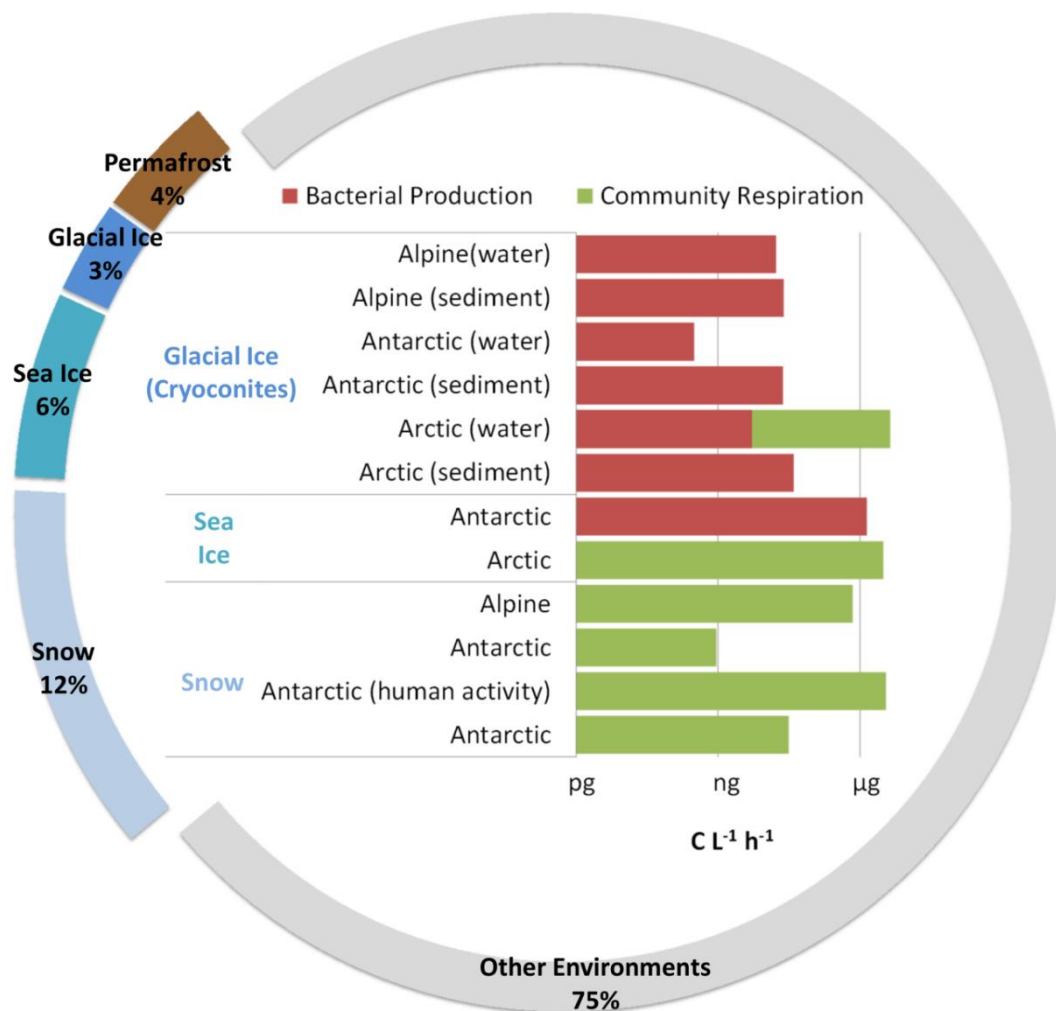 Permafrost
4%
Glacial Ice
3%
Sea Ice
6%
Snow
12%
Other Environments
75%
Bacterial Production
Community Respiration
Glacial Ice
(Cryoconites)
Alpine(water)
Alpine (sediment)
Antarctic (water)
Antarctic (sediment)
Arctic (water)
Arctic (sediment)
Sea
Ice
Antarctic
Arctic
Snow
Alpine
Antarctic
Antarctic (human activity)
Antarctic
pg ng µg
C L⁻¹ h⁻¹